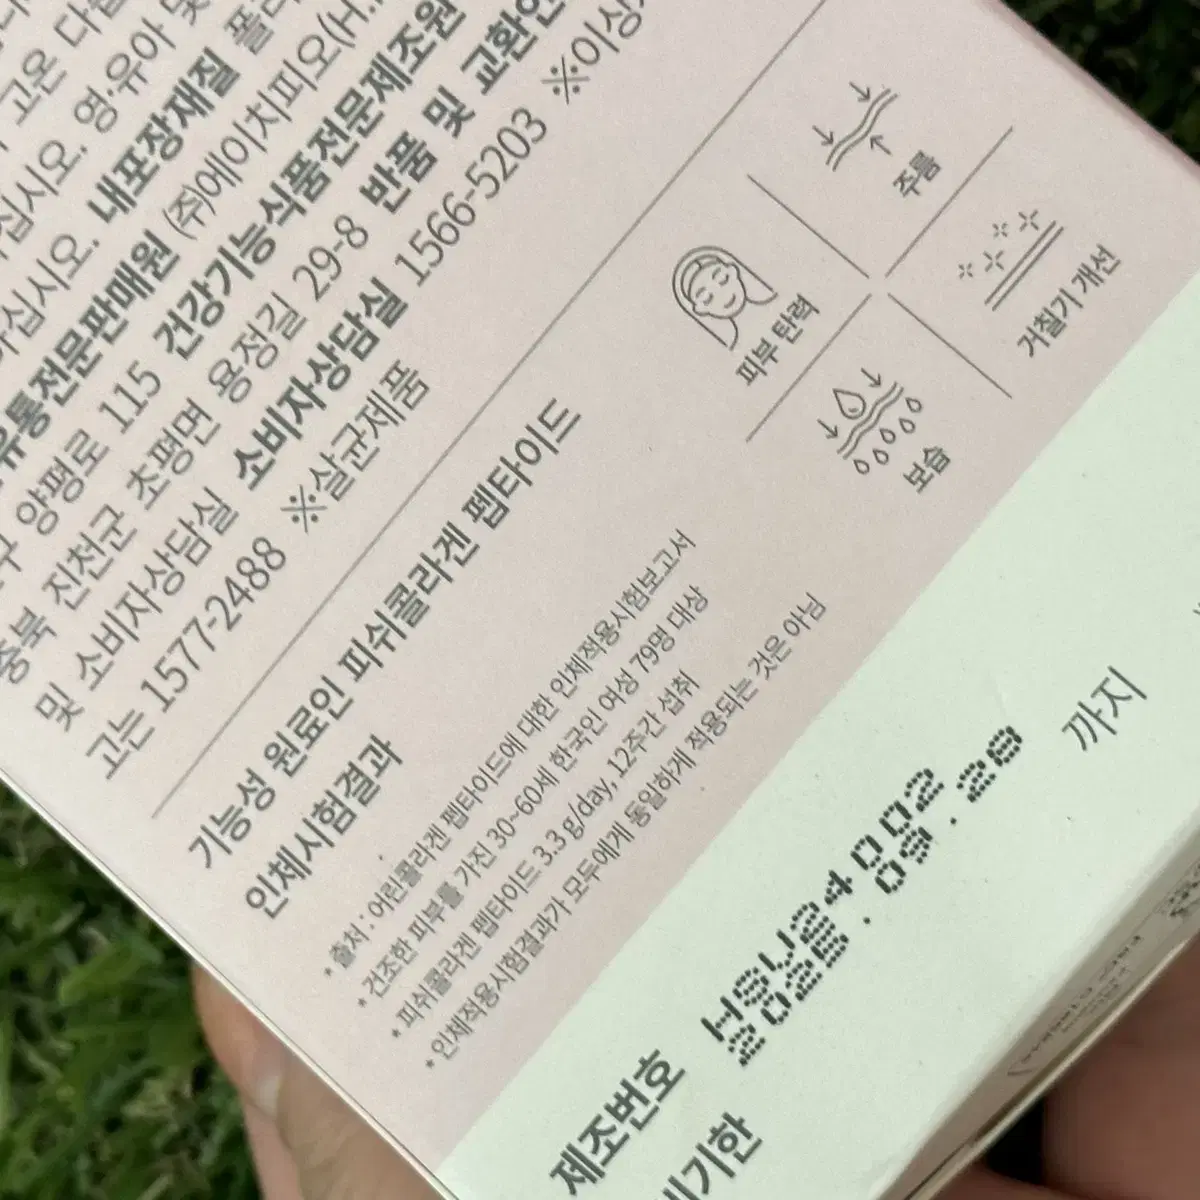 고온 다습
십시오. 영·유아 및
마십시오. 내포장재질 폴리
유통전문판매원 (주)에이치피오(H.
구 양평로 115 건강기능식품전문제조원
충북 진천군 초평면 용정길 29-8 반품 및 교환
및 소비자상담실 소비자상담실 1566-5203 ※이상
고는 1577-2488 ※살균제품
기능성 원료인 피쉬콜라겐 펩타이드
인체시험결과
주름
피부 탄력
거칠기 개선
보습
* 출처 : 어린콜라겐 펩타이드에 대한 인체적용시험보고서
* 건조한 피부를 가진 30~60세 한국인 여성 79명 대상
* 피쉬콜라겐 펩타이드 3.3 g/day, 12주간 섭취
* 인체적용시험결과가 모두에게 동일하게 적용되는 것은 아님
제조번호
비기한
까지